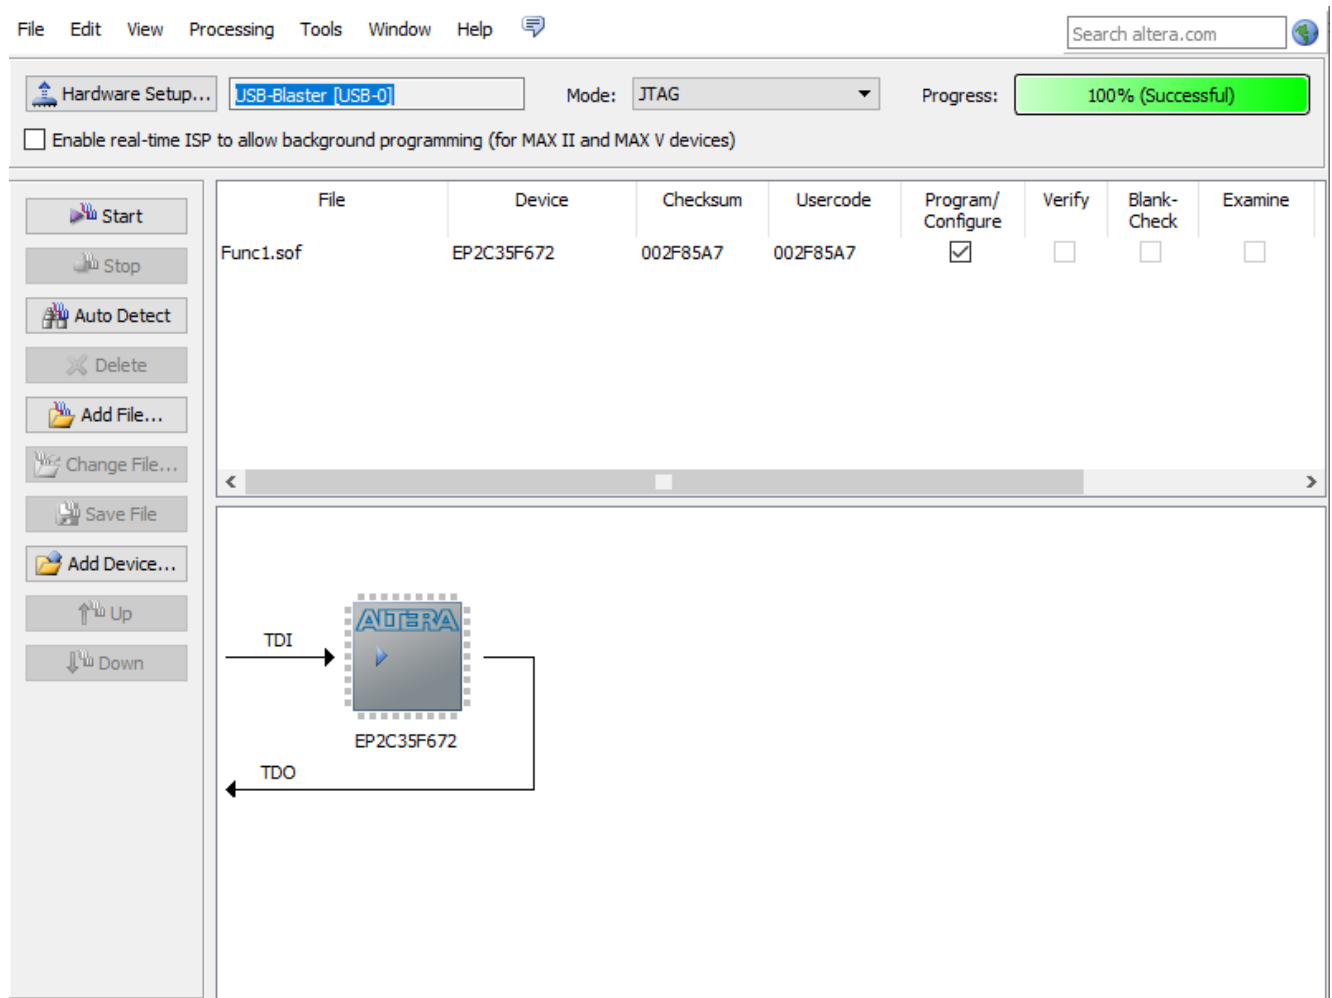 File Edit View Processing Tools Window Help Search altera.com
Hardware Setup... USB-Blaster [USB-0] Mode: JTAG Progress: 100% (Successful)
Enable real-time ISP to allow background programming (for MAX II and MAX V devices)
Start
Stop
Auto Detect
Delete
Add File...
Change File...
Save File
Add Device...
Up
Down
File Device Checksum Usercode Program/ Configure Verify Blank- Check Examine
Func1.sof EP2C35F672 002F85A7 002F85A7
ALTERA
TDI
EP2C35F672
TDO